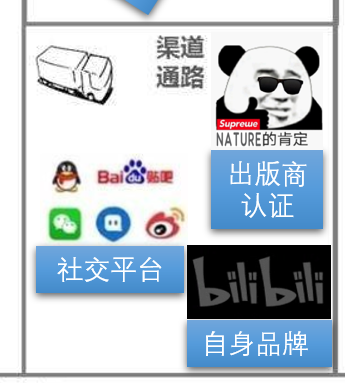 渠道
通路
Suprewe
NATURE的肯定
出版商
认证
Bai du 贴吧
社交平台
bilibili
自身品牌